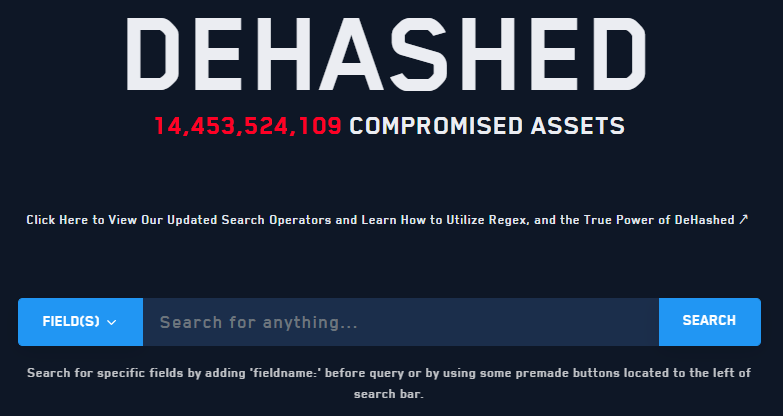 DEHASHED
14,453,524,109 COMPROMISED ASSETS
Click Here to View Our Updated Search Operators and Learn How to Utilize Regex, and the True Power of DeHashed ↗
FIELD(S)
Search for anything...
SEARCH
Search for specific fields by adding 'fieldname:' before query or by using some premade buttons located to the left of
search bar.